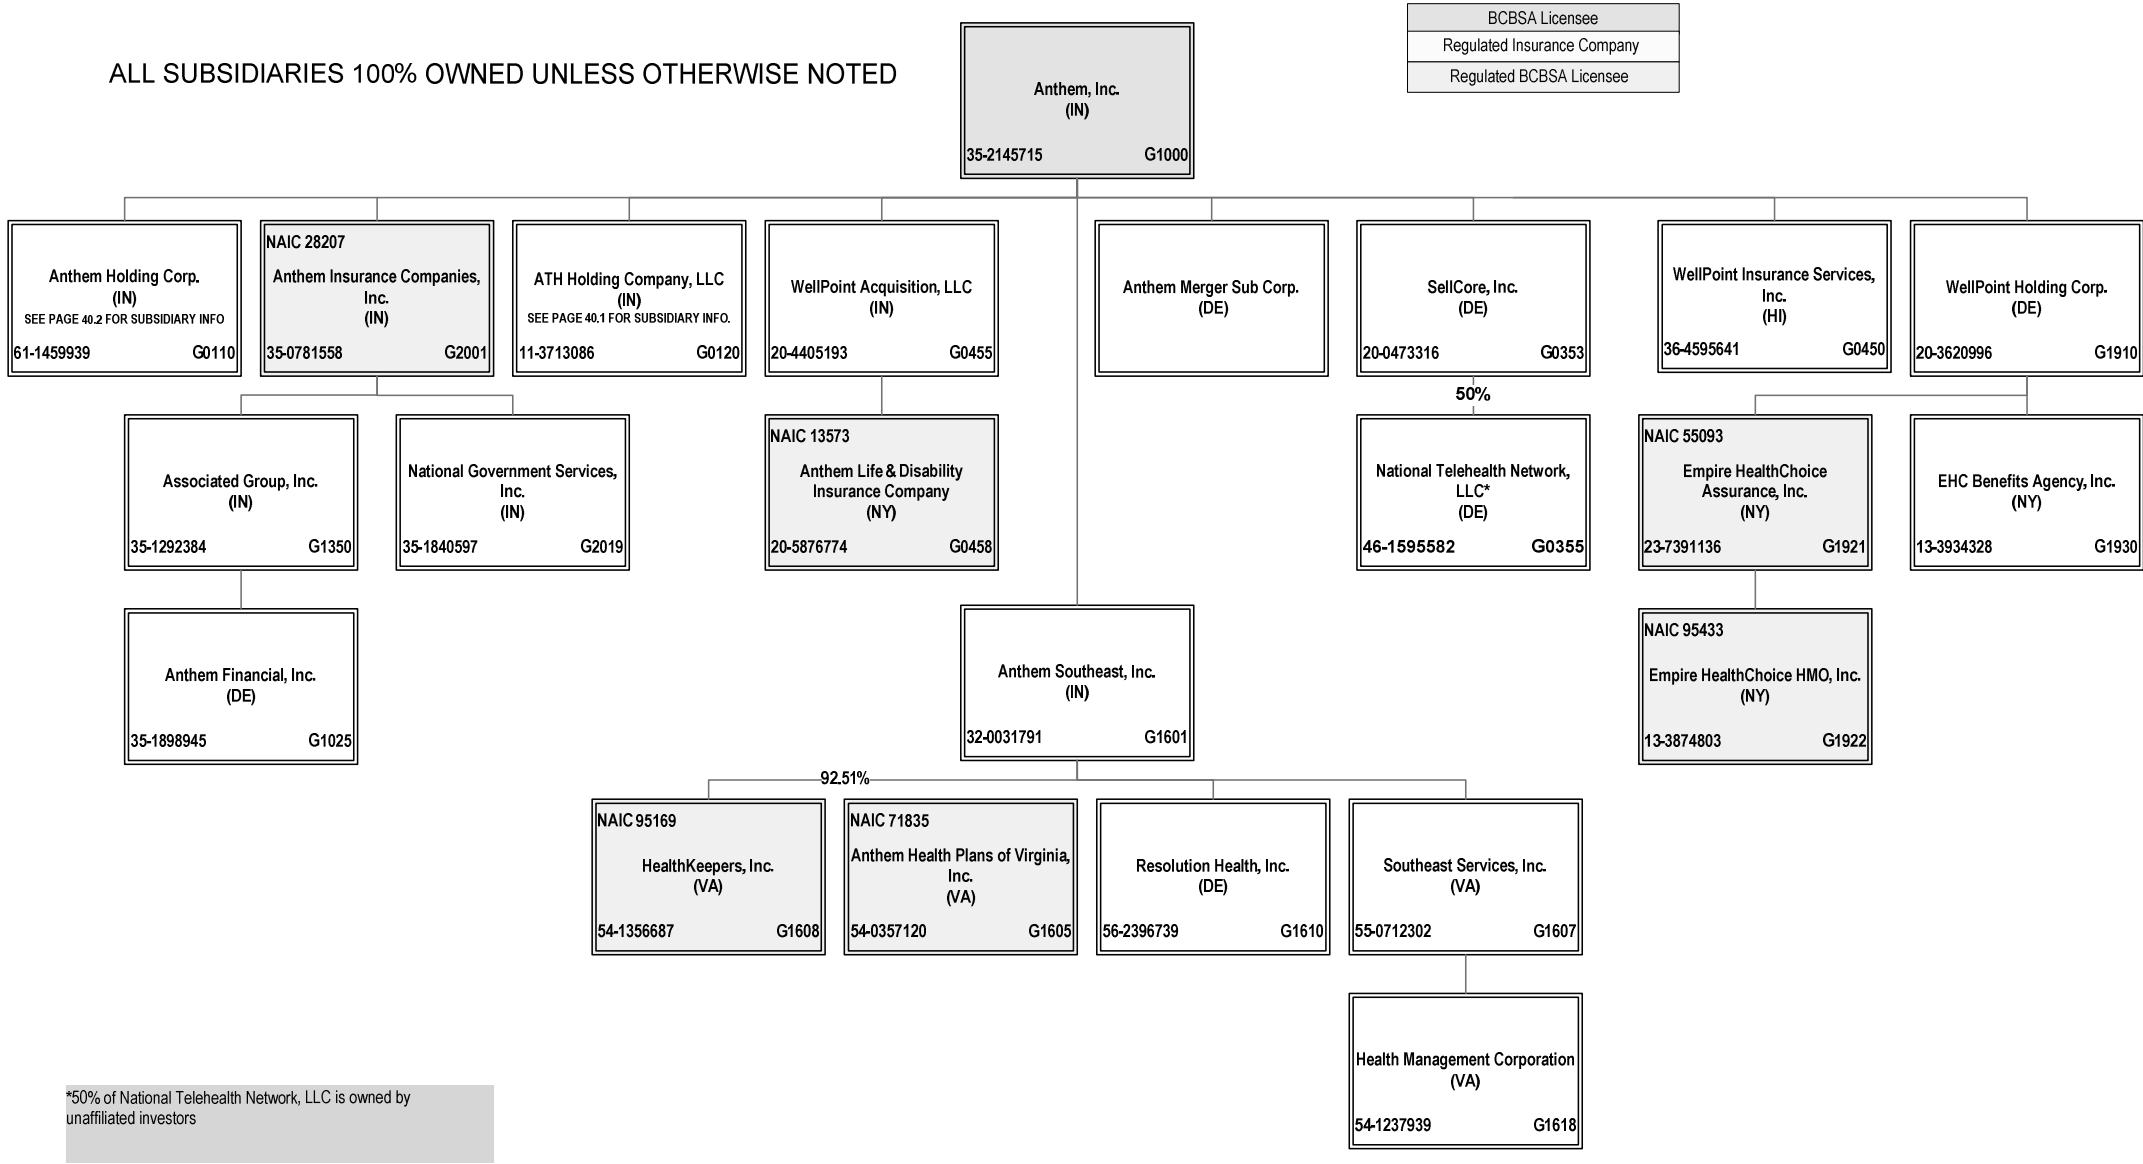 BCBSA Licensee
Regulated Insurance Company
Regulated BCBSA Licensee
ALL SUBSIDIARIES 100% OWNED UNLESS OTHERWISE NOTED
Anthem, Inc.
(IN)
35-2145715 G1000
Anthem Holding Corp.
(IN)
SEE PAGE 40.2 FOR SUBSIDIARY INFO
61-1459939 G0110
NAIC 28207
Anthem Insurance Companies,
Inc.
(IN)
35-0781558 G2001
ATH Holding Company, LLC
(IN)
SEE PAGE 40.1 FOR SUBSIDIARY INFO.
11-3713086 G0120
WellPoint Acquisition, LLC
(IN)
20-4405193 G0455
Anthem Merger Sub Corp.
(DE)
SellCore, Inc.
(DE)
20-0473316 G0353
WellPoint Insurance Services,
Inc.
(HI)
36-4595641 G0450
WellPoint Holding Corp.
(DE)
20-3620996 G1910
50%
Associated Group, Inc.
(IN)
35-1292384 G1350
National Government Services,
Inc.
(IN)
35-1840597 G2019
NAIC 13573
Anthem Life & Disability
Insurance Company
(NY)
20-5876774 G0458
National Telehealth Network,
LLC*
(DE)
46-1595582 G0355
NAIC 55093
Empire HealthChoice
Assurance, Inc.
(NY)
23-7391136 G1921
EHC Benefits Agency, Inc.
(NY)
13-3934328 G1930
Anthem Financial, Inc.
(DE)
35-1898945 G1025
Anthem Southeast, Inc.
(IN)
32-0031791 G1601
NAIC 95433
Empire HealthChoice HMO, Inc.
(NY)
13-3874803 G1922
92.51%
NAIC 95169
HealthKeepers, Inc.
(VA)
54-1356687 G1608
NAIC 71835
Anthem Health Plans of Virginia,
Inc.
(VA)
54-0357120 G1605
Resolution Health, Inc.
(DE)
56-2396739 G1610
Southeast Services, Inc.
(VA)
55-0712302 G1607
Health Management Corporation
(VA)
54-1237939 G1618
*50% of National Telehealth Network, LLC is owned by
unaffiliated investors